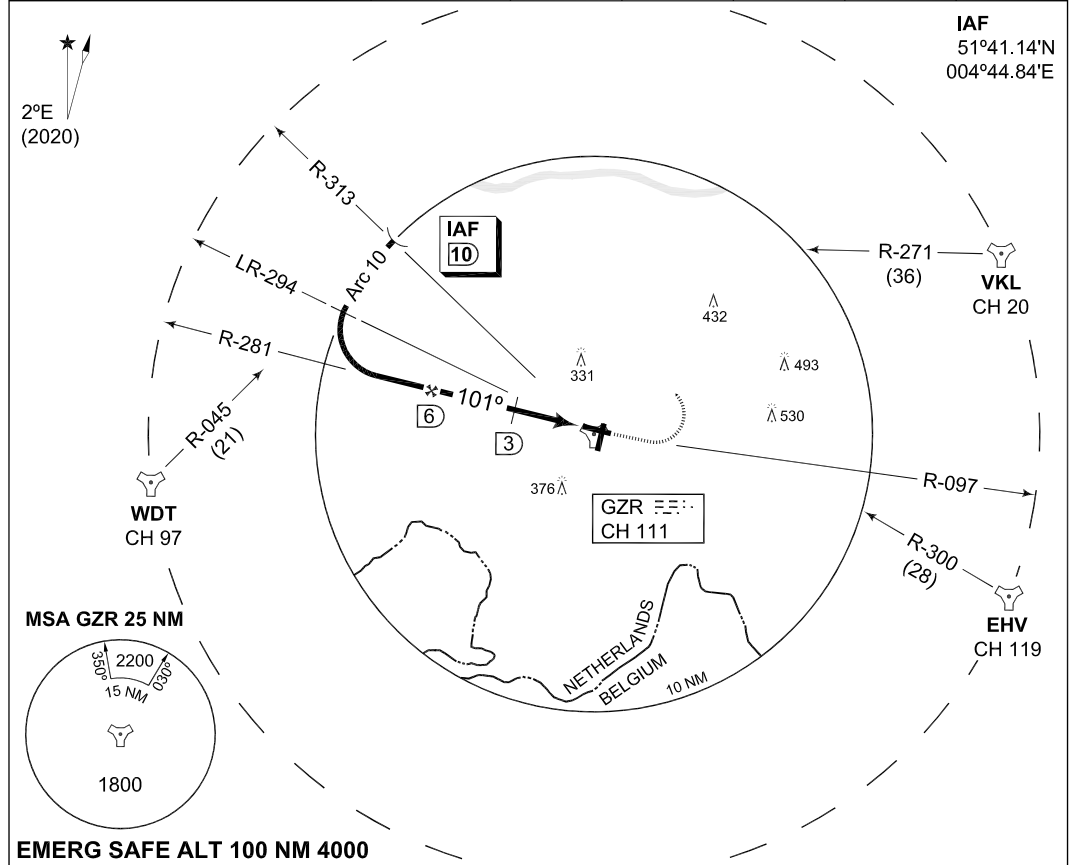 IAF
51º41.14'N
004º44.84'E
2ºE
(2020)
R-313
IAF
10
Arc 10
LR-294
R-271
(36)
VKL
CH 20
432
R-281
331
493
101º
6
530
3
R-045
(21)
WDT
CH 97
376
R-097
GZR
CH 111
R-300
(28)
EHV
CH 119
MSA GZR 25 NM
350º
2200
030º
15 NM
1800
NETHERLANDS
BELGIUM
10 NM
EMERG SAFE ALT 100 NM 4000